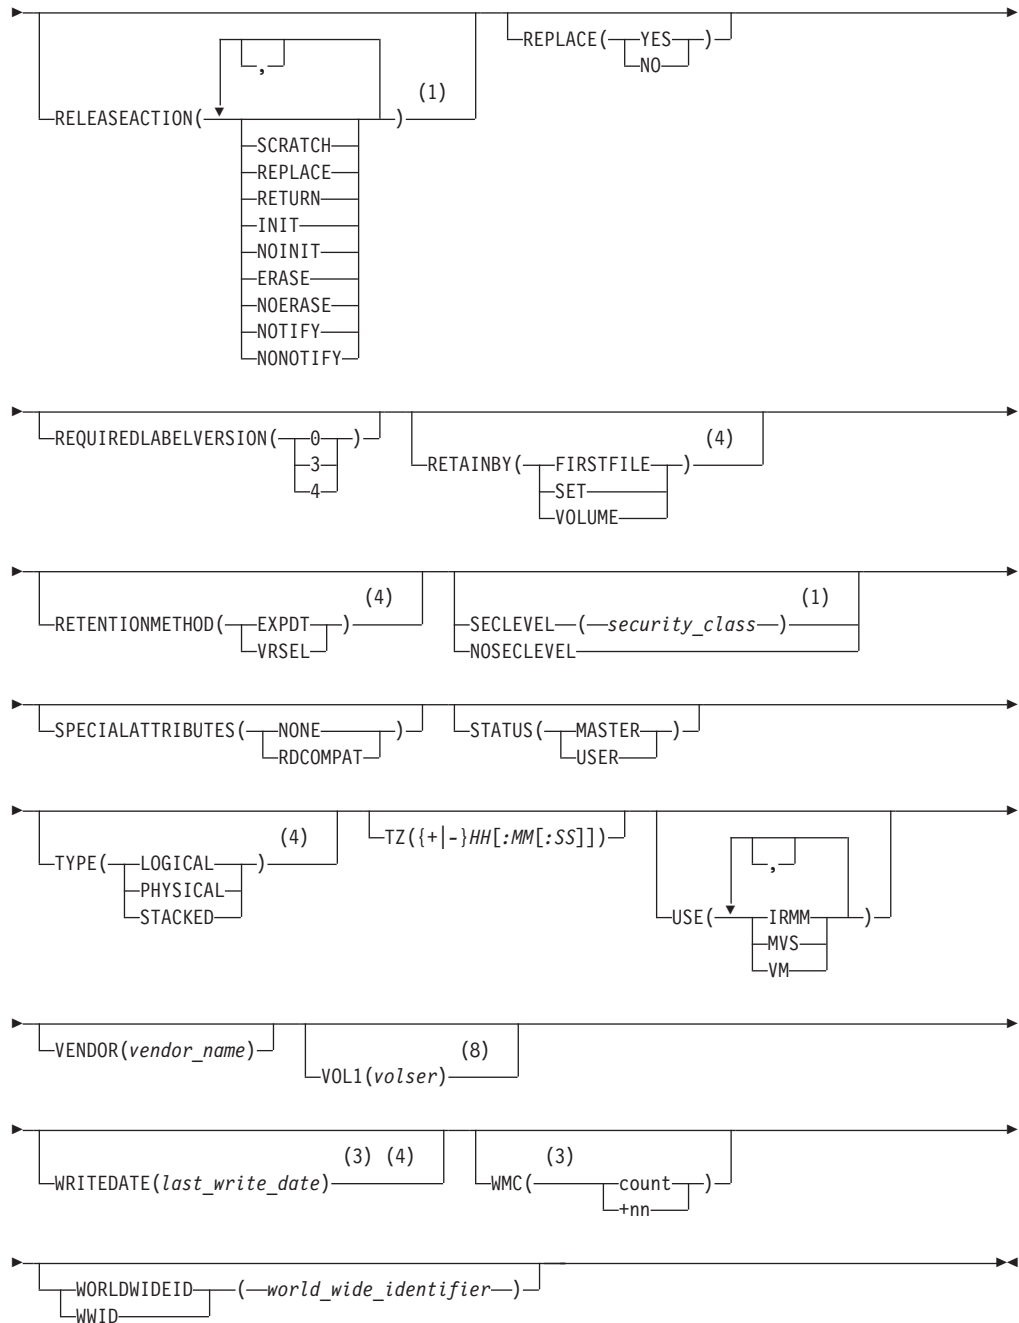 REPLACE( YES )
NO
,
(1)
RELEASEACTION( )
SCRATCH
REPLACE
RETURN
INIT
NOINIT
ERASE
NOERASE
NOTIFY
NONOTIFY
REQUIREDLABELVERSION( 0 )
3
4
(4)
RETAINBY( FIRSTFILE )
SET
VOLUME
(4)
RETENTIONMETHOD( EXPDT )
VRSEL
(1)
SECLEVEL ( security_class )
NOSECLEVEL
SPECIALATTRIBUTES( NONE )
RDCOMPAT
STATUS( MASTER )
USER
(4)
TYPE( LOGICAL )
PHYSICAL
STACKED
TZ({+|-}HH[:MM[:SS]])
,
USE( IRMM )
MVS
VM
VENDOR(vendor_name)
(8)
VOL1(volser)
(3) (4)
WRITEDATE(last_write_date)
(3)
WMC( count )
+nn
WORLDWIDEID ( world_wide_identifier )
WWID